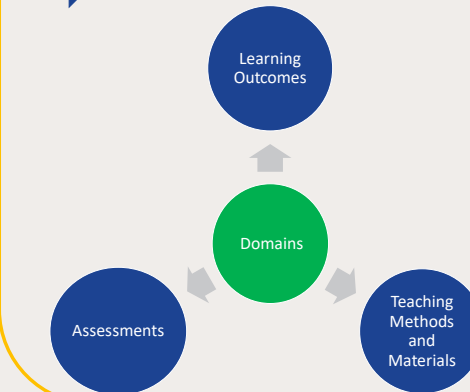 Learning
Outcomes
Domains
Assessments
Teaching
Methods
and
Materials